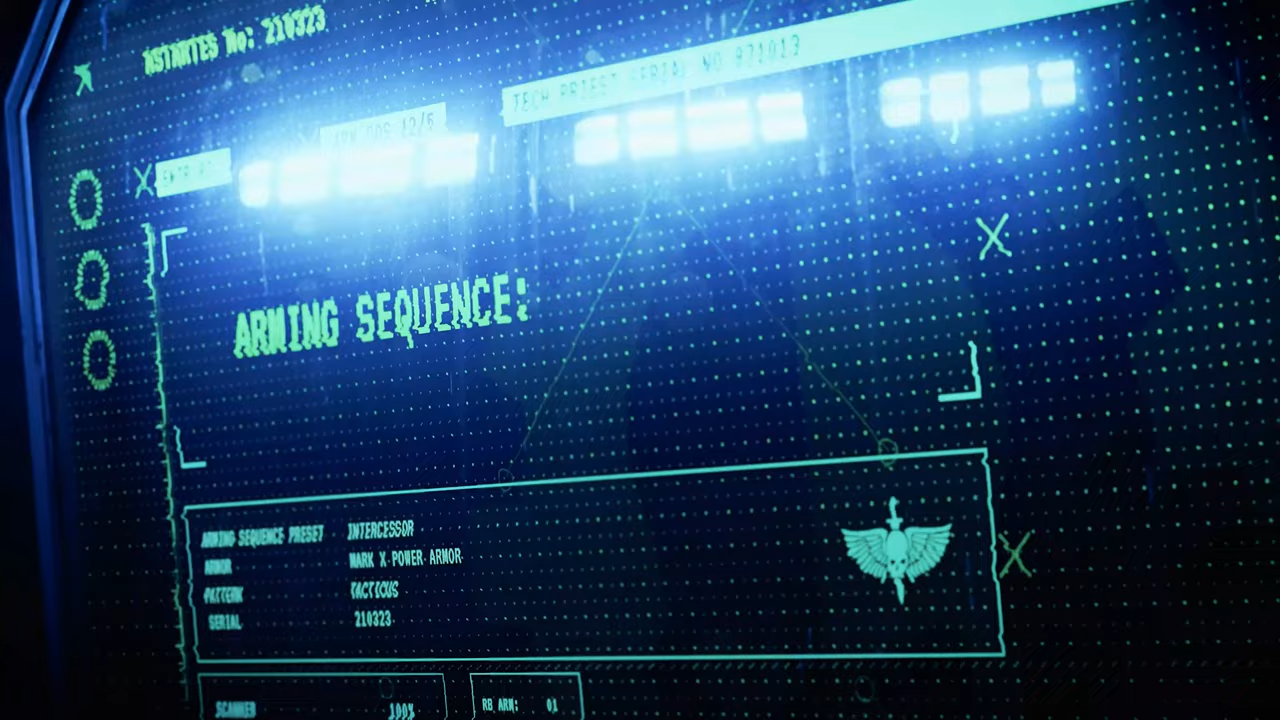 ASTARTES No: 210323
TECH PRIEST SERIAL NO 871013
ARMING SEQUENCE:
ARMING SEQUENCE PRESET INTERCESSOR
ARMOR MARK X POWER ARMOR
PATTERN TACTICUS
SERIAL 210323
SCANNER 100%
RB ARM: 01